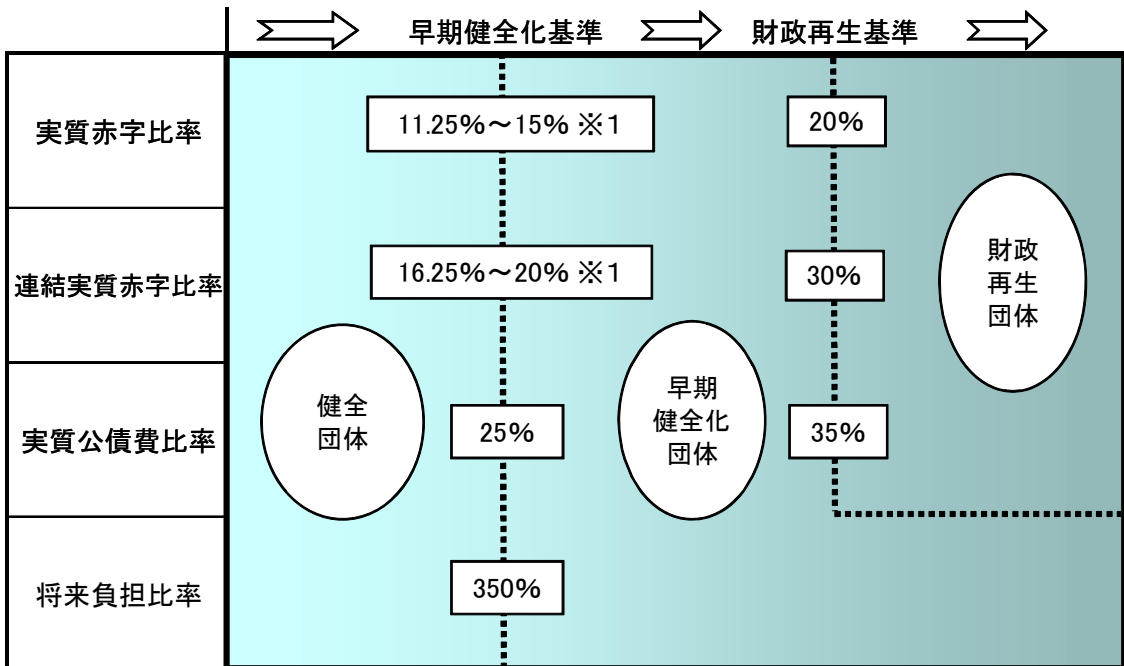 早期健全化基準
財政再生基準
実質赤字比率
11.25%～15% ※1
20%
連結実質赤字比率
16.25%～20% ※1
30%
財政
再生
団体
実質公債費比率
健全
団体
25%
早期
健全化
団体
35%
将来負担比率
350%